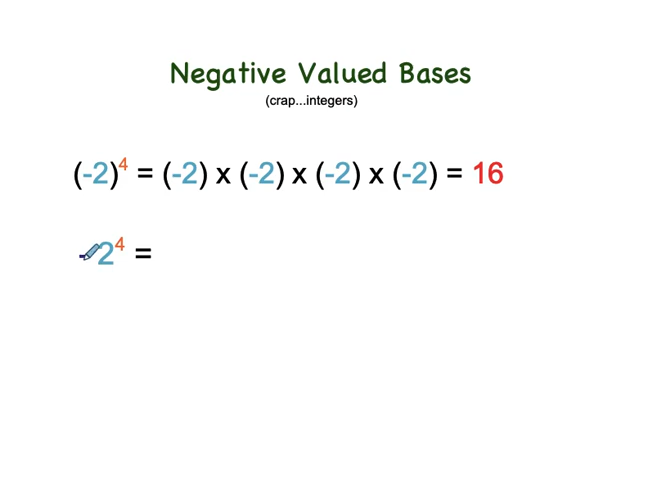 Negative Valued Bases
(crap...integers)
(-2)⁴ = (-2) x (-2) x (-2) x (-2) = 16
-2⁴ =